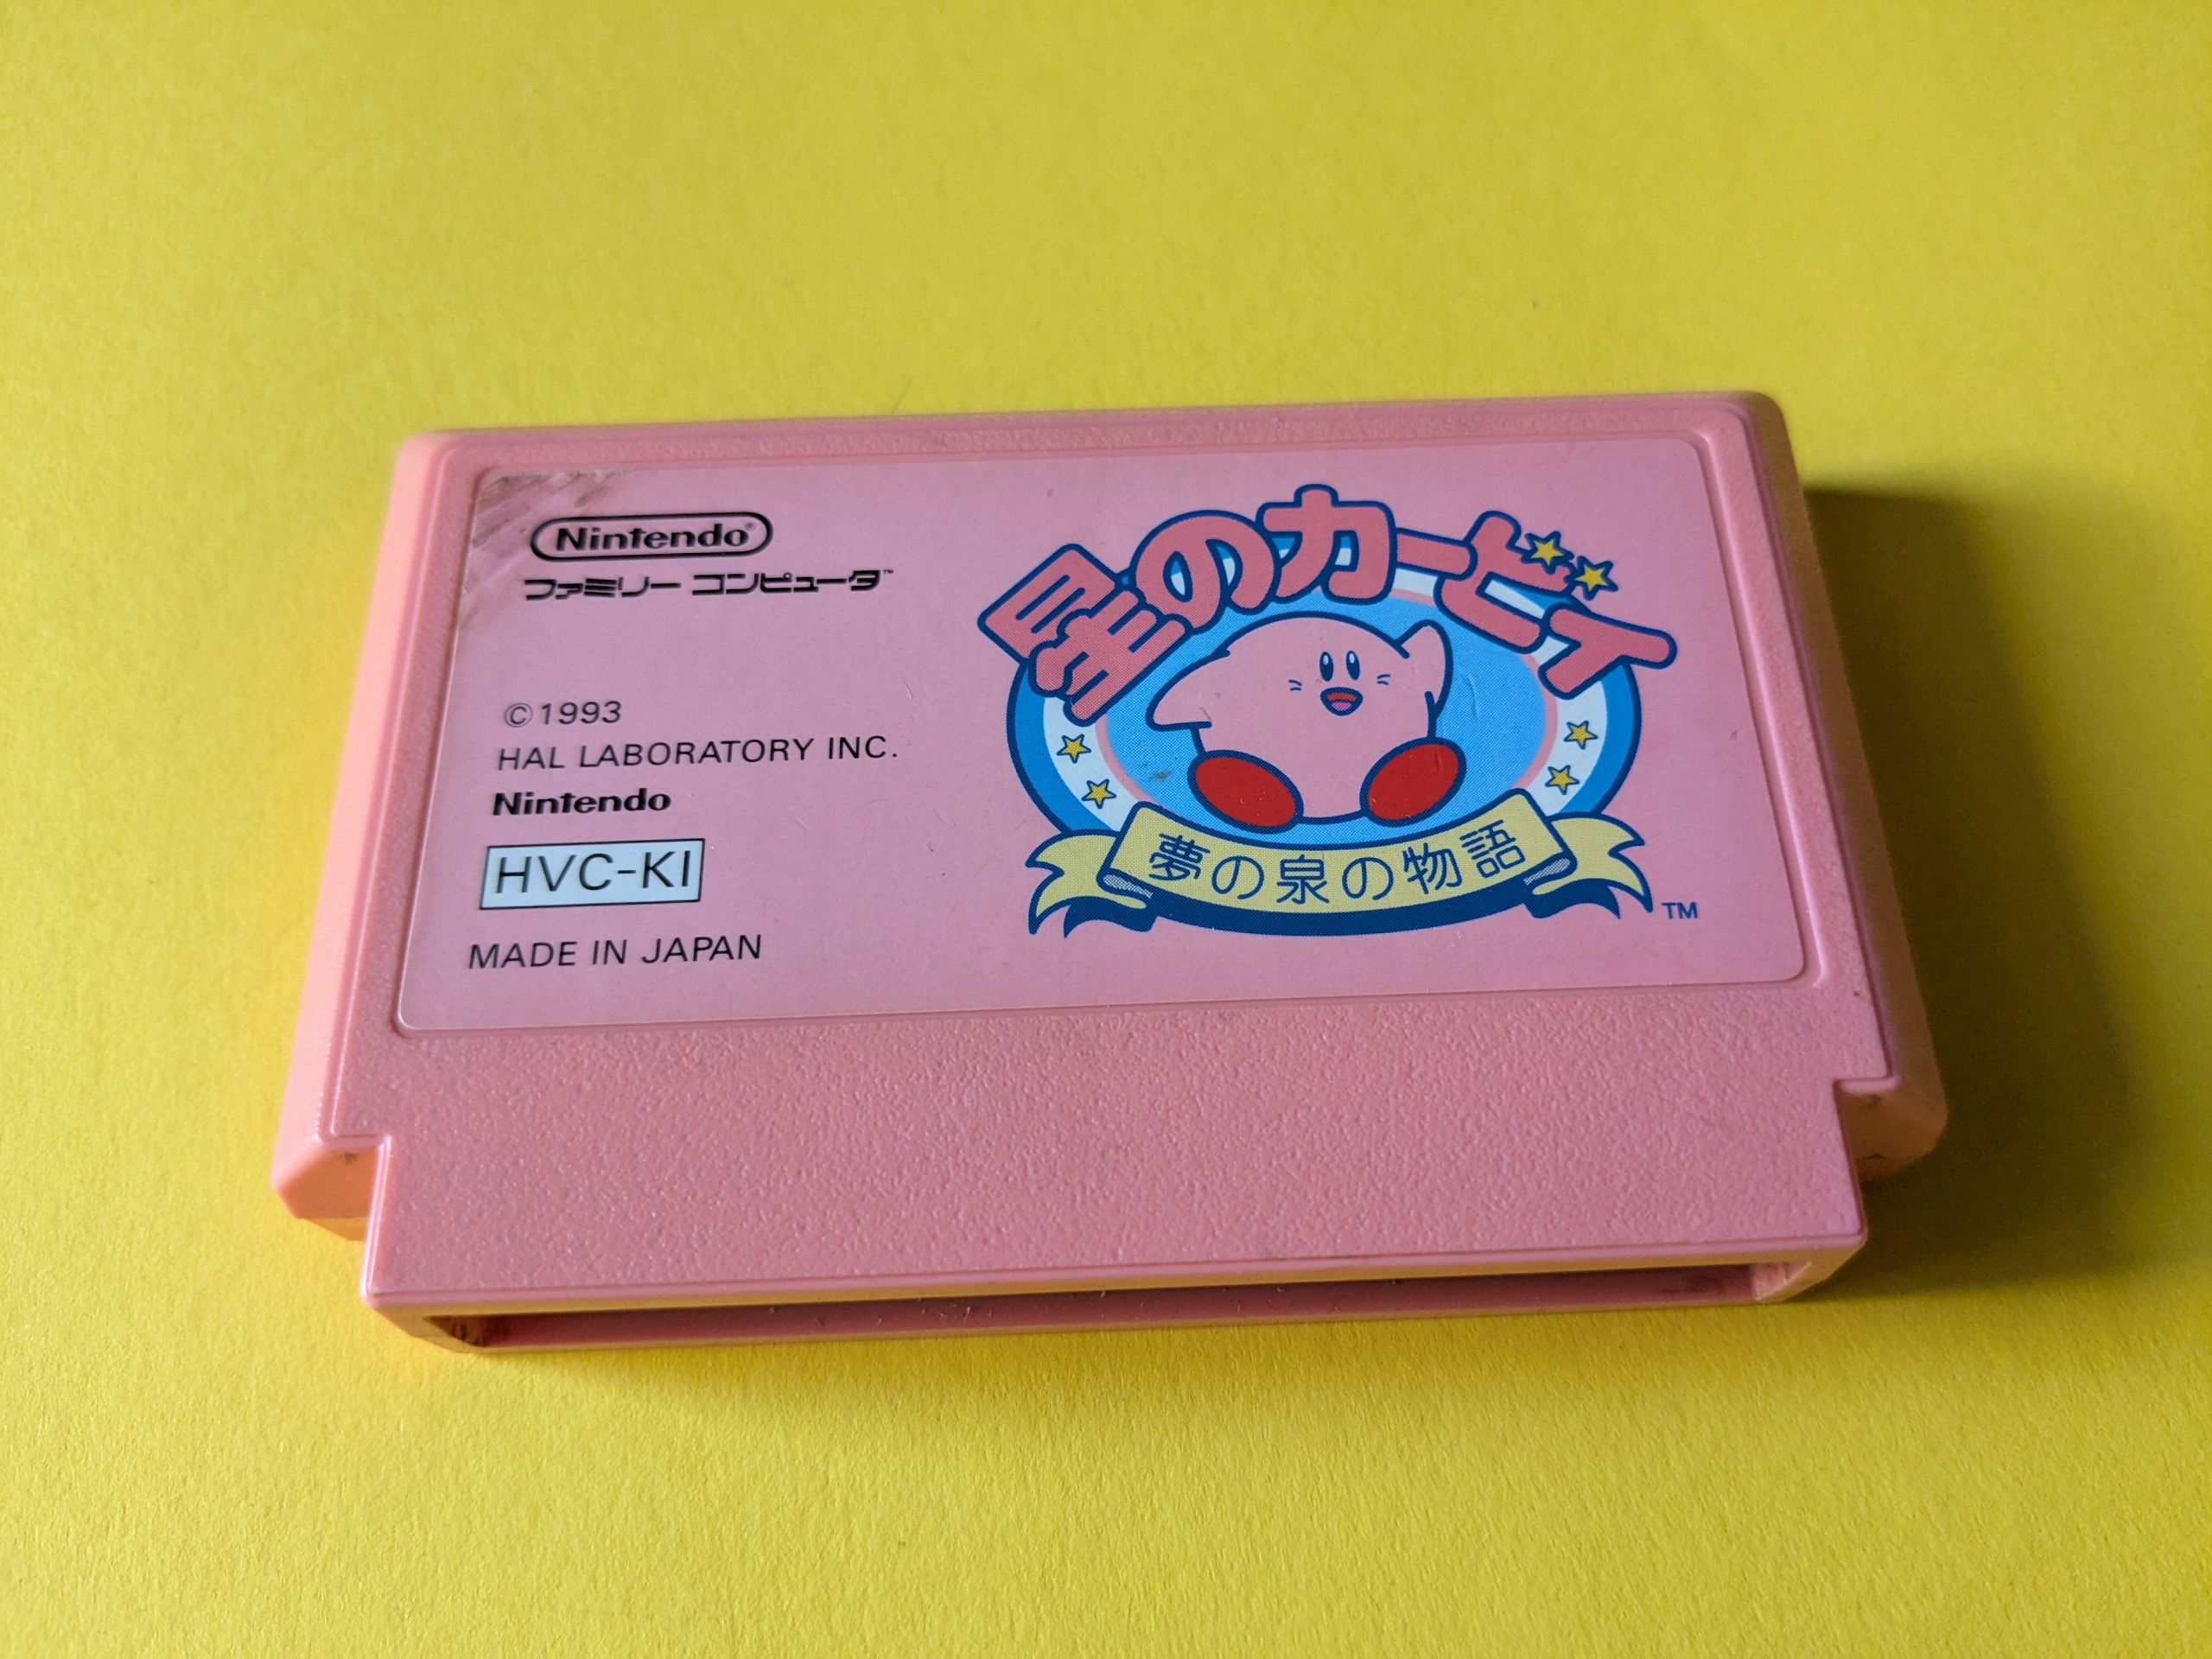 Nintendo®
ファミリー コンピュータ™
©1993
HAL LABORATORY INC.
Nintendo
HVC-KI
MADE IN JAPAN
星のカービィ
夢の泉の物語
TM